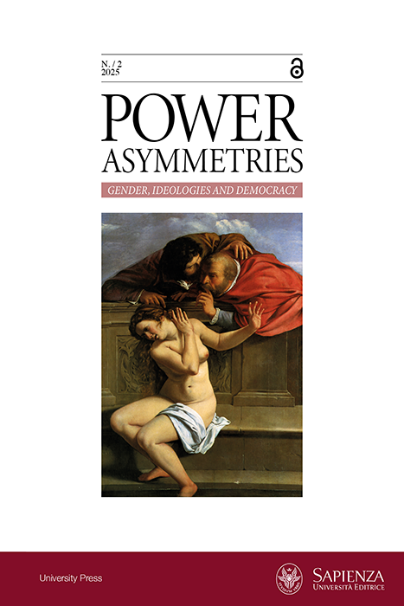 N. / 2
2025
POWER
ASYMMETRIES
GENDER, IDEOLOGIES AND DEMOCRACY
University Press
SAPIENZA
UNIVERSITÀ EDITRICE